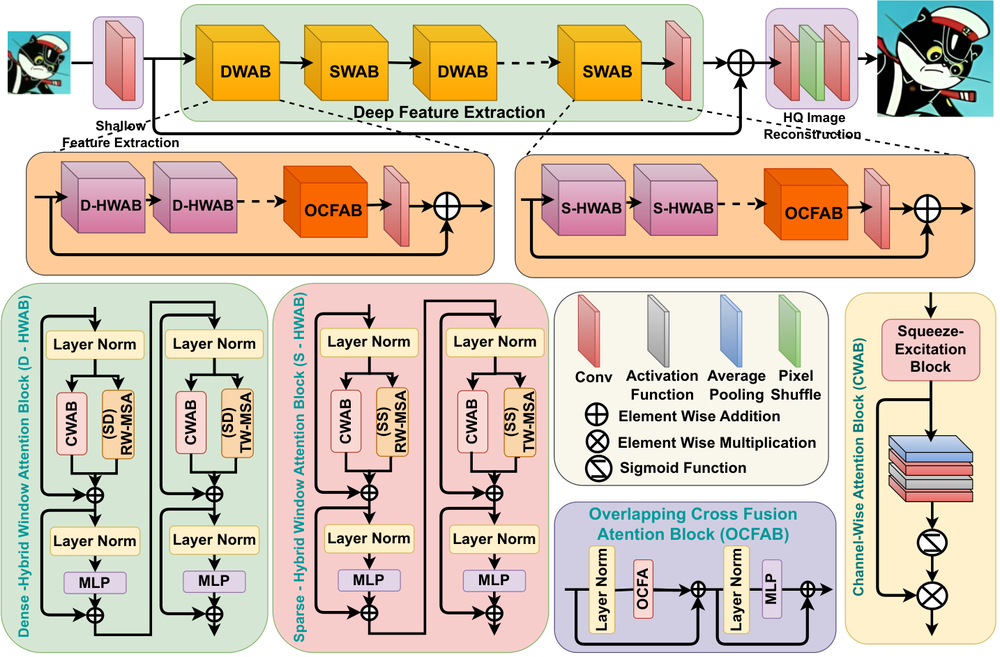 DWAB
SWAB
DWAB
SWAB
Deep Feature Extraction
Shallow
Feature Extraction
HQ Image
Reconstruction
D-HWAB
D-HWAB
OCFAB
S-HWAB
S-HWAB
OCFAB
Dense -Hybrid Window Attention Block (D - HWAB)
Layer Norm
CWAB
(SD)
RW-MSA
Layer Norm
MLP
Layer Norm
CWAB
(SD)
TW-MSA
Layer Norm
MLP
Sparse - Hybrid Window Attention Block (S - HWAB)
Layer Norm
CWAB
(SS)
RW-MSA
Layer Norm
MLP
Layer Norm
CWAB
(SS)
TW-MSA
Layer Norm
MLP
Conv
Activation
Function
Average
Pooling
Pixel
Shuffle
Element Wise Addition
Element Wise Multiplication
Sigmoid Function
Overlapping Cross Fusion
Atention Block (OCFAB)
Layer Norm
OCFA
Layer Norm
MLP
Channel-Wise Attention Block (CWAB)
Squeeze-
Excitation
Block